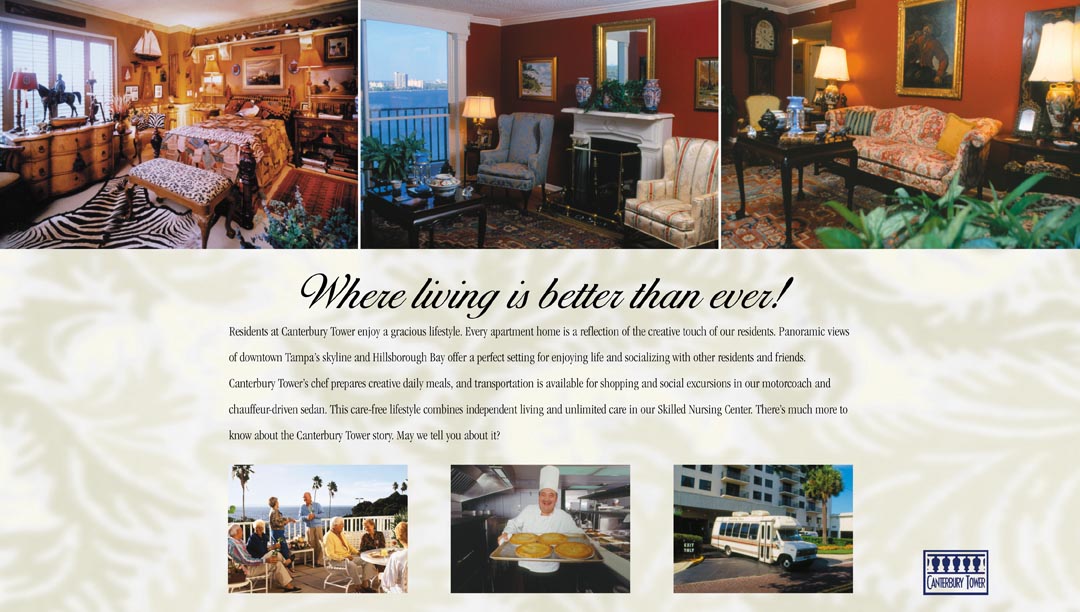 Where living is better than ever!
Residents at Canterbury Tower enjoy a gracious lifestyle. Every apartment home is a reflection of the creative touch of our residents. Panoramic views
of downtown Tampa's skyline and Hillsborough Bay offer a perfect setting for enjoying life and socializing with other residents and friends.
Canterbury Tower's chef prepares creative daily meals, and transportation is available for shopping and social excursions in our motorcoach and
chauffeur-driven sedan. This care-free lifestyle combines independent living and unlimited care in our Skilled Nursing Center. There's much more to
know about the Canterbury Tower story. May we tell you about it?
EXIT
ONLY
CANTERBURY TOWER